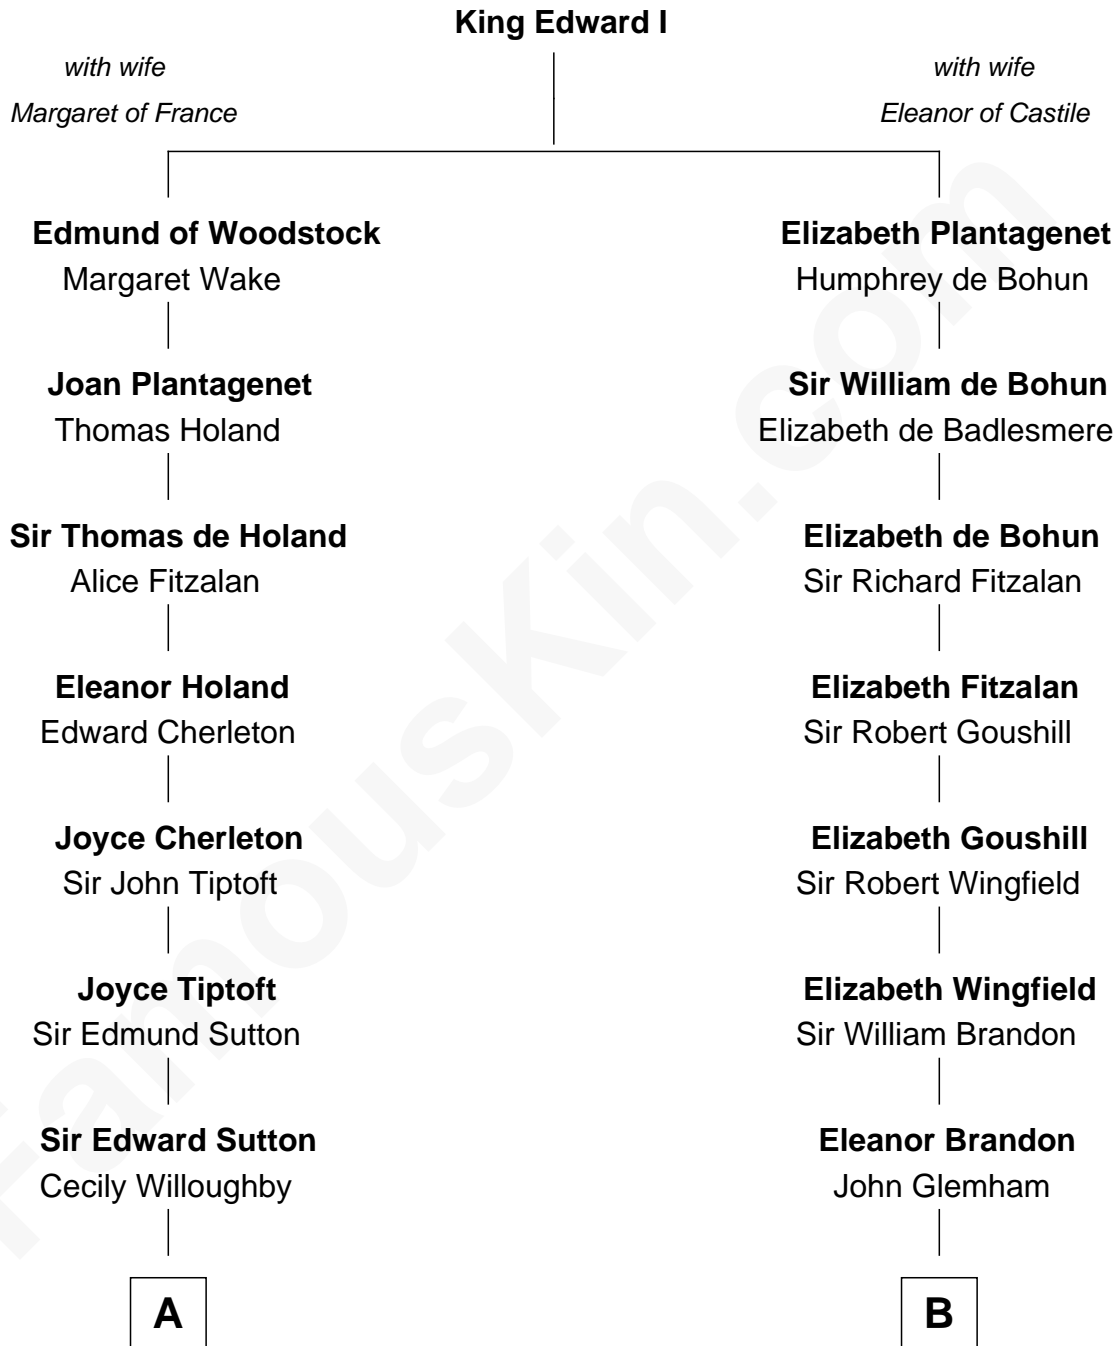 King Edward I
with wife
Margaret of France
with wife
Eleanor of Castile
Edmund of Woodstock
Margaret Wake
Elizabeth Plantagenet
Humphrey de Bohun
Joan Plantagenet
Thomas Holand
Sir William de Bohun
Elizabeth de Badlesmere
Sir Thomas de Holand
Alice Fitzalan
Elizabeth de Bohun
Sir Richard Fitzalan
Eleanor Holand
Edward Cherleton
Elizabeth Fitzalan
Sir Robert Goushill
Joyce Cherleton
Sir John Tiptoft
Elizabeth Goushill
Sir Robert Wingfield
Joyce Tiptoft
Sir Edmund Sutton
Elizabeth Wingfield
Sir William Brandon
Sir Edward Sutton
Cecily Willoughby
Eleanor Brandon
John Glemham
A
B
FamousKin.com